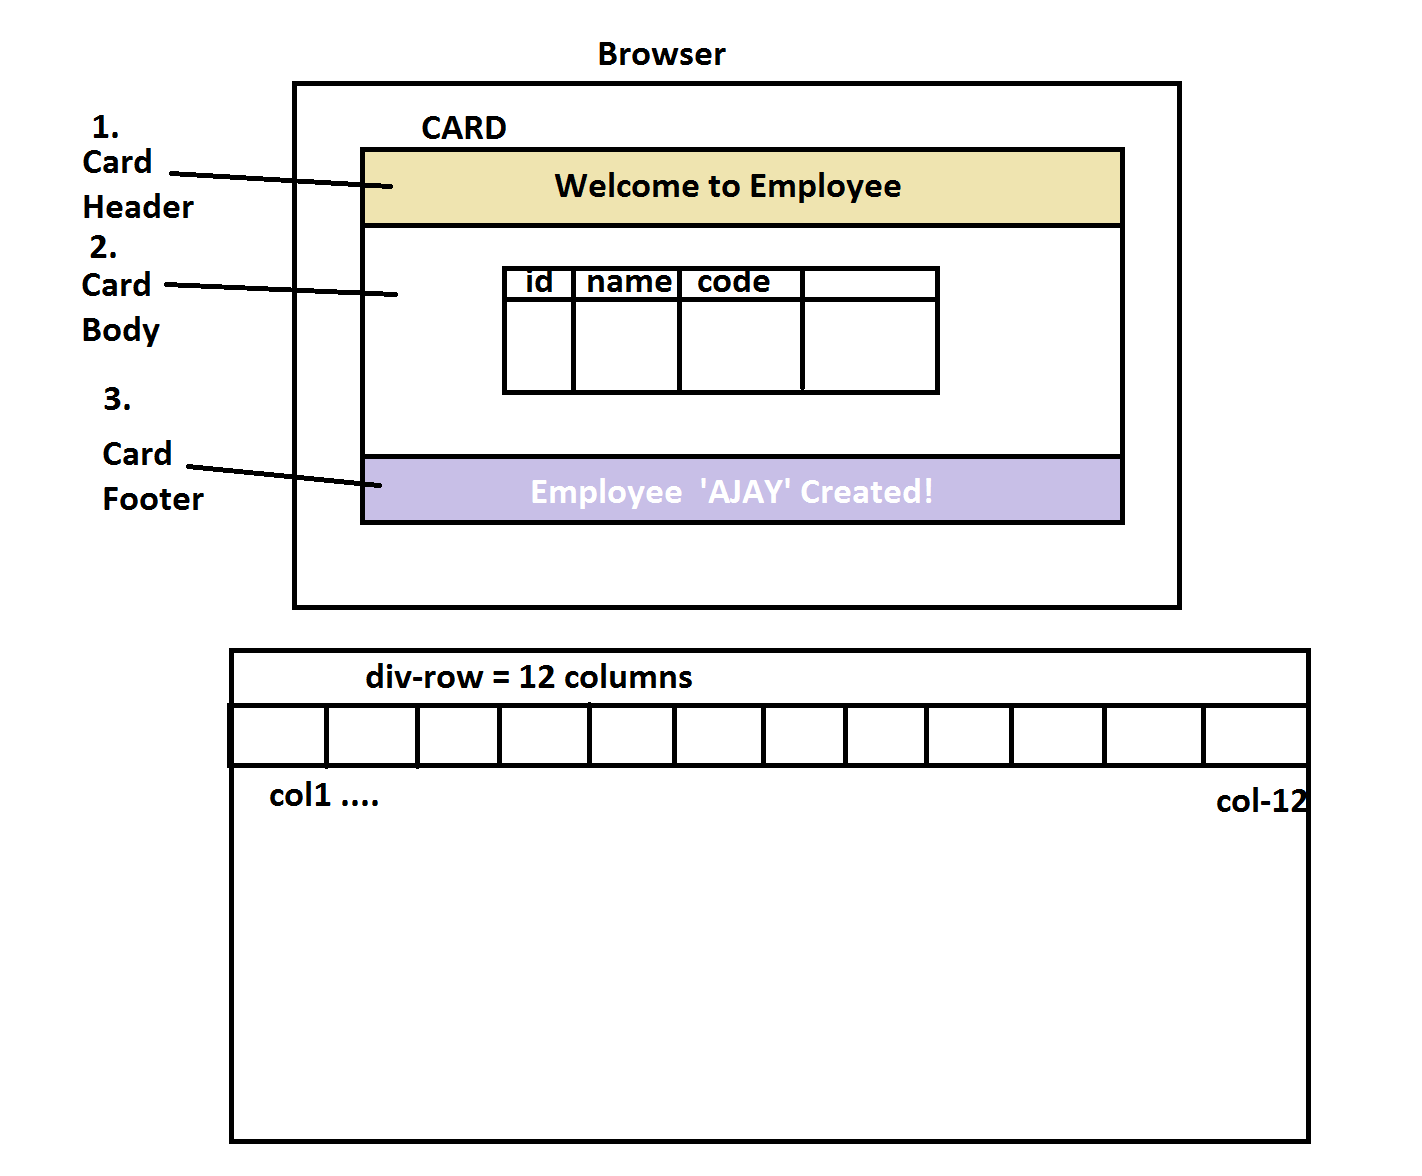 Browser
1.
Card
Header
CARD
Welcome to Employee
2.
Card
Body
id name code
3.
Card
Footer
Employee 'AJAY' Created!
div-row = 12 columns
col1 ....
col-12